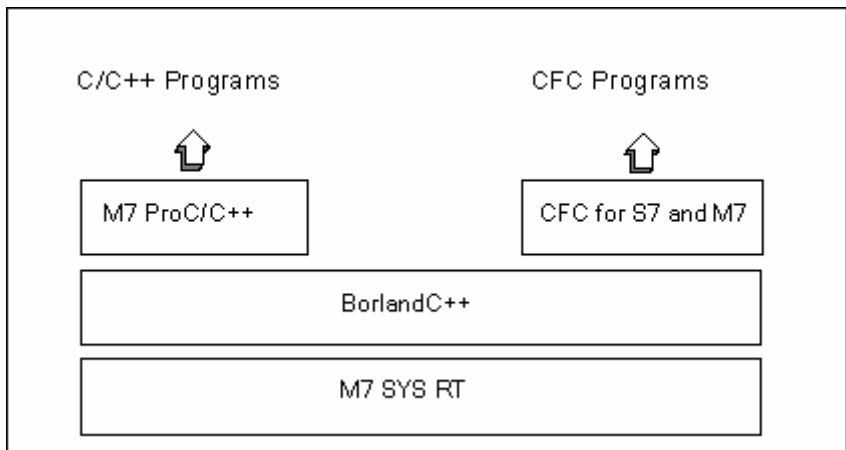 C/C++ Programs
CFC Programs
M7 ProC/C++
CFC for S7 and M7
BorlandC++
M7 SYS RT